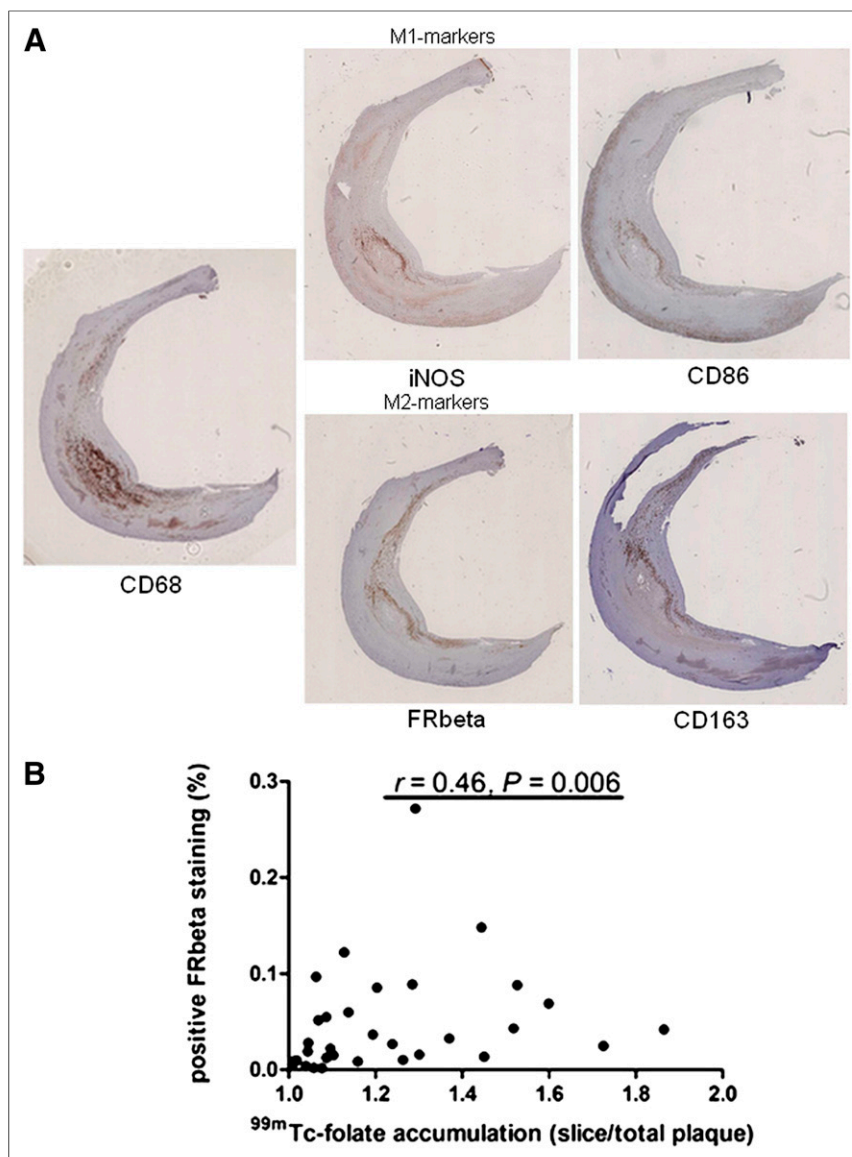 A
M1-markers
iNOS
CD86
M2-markers
CD68
FRbeta
CD163
B
r = 0.46, P = 0.006
positive FRbeta staining (%)
0.3
0.2
0.1
0.0
1.0 1.2 1.4 1.6 1.8 2.0
⁹⁹ᵐTc-folate accumulation (slice/total plaque)